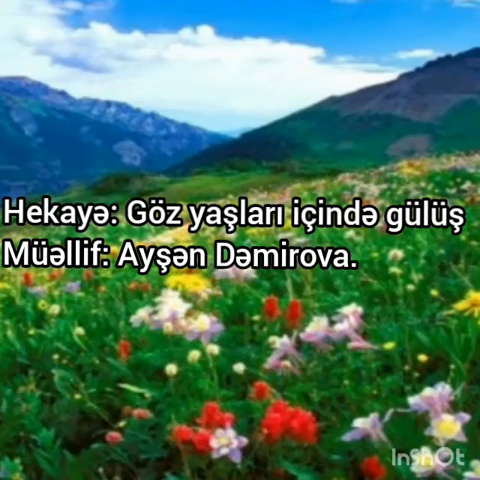 Hekayə: Göz yaşları içində gülüş
Müəllif: Ayşən Dəmirova.
InShOt